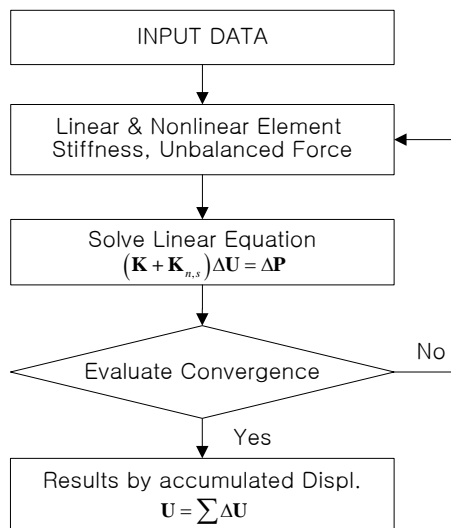 INPUT DATA
Linear & Nonlinear Element
Stiffness, Unbalanced Force
Solve Linear Equation
(K + Kn,s)ΔU = ΔP
Evaluate Convergence
No
Yes
Results by accumulated Displ.
U = ∑ΔU